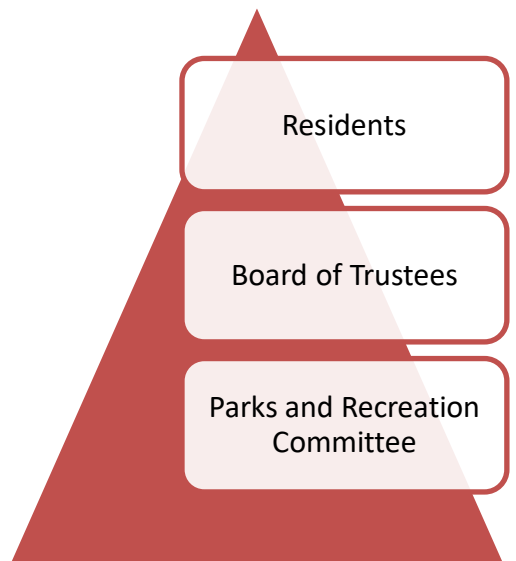 Residents
Board of Trustees
Parks and Recreation
Committee